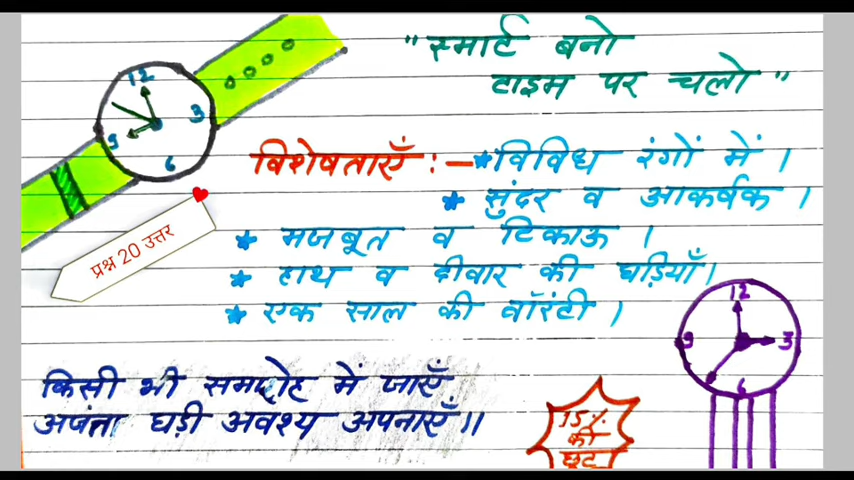 "स्मार्ट बनो
टाइम पर चलो"
विशेषताएँ :- * विविध रंगों में।
* सुंदर व आकर्षक।
* मजबूत व टिकाऊ।
* हाथ व दीवार की घड़ियाँ।
* एक साल की वॉरंटी।
प्रश्न 20 उत्तर
12
3
6
9
12
3
6
9
किसी भी समारोह में जाएँ
अजंता घड़ी अवश्य अपनाएँ॥
15%
की
छूट